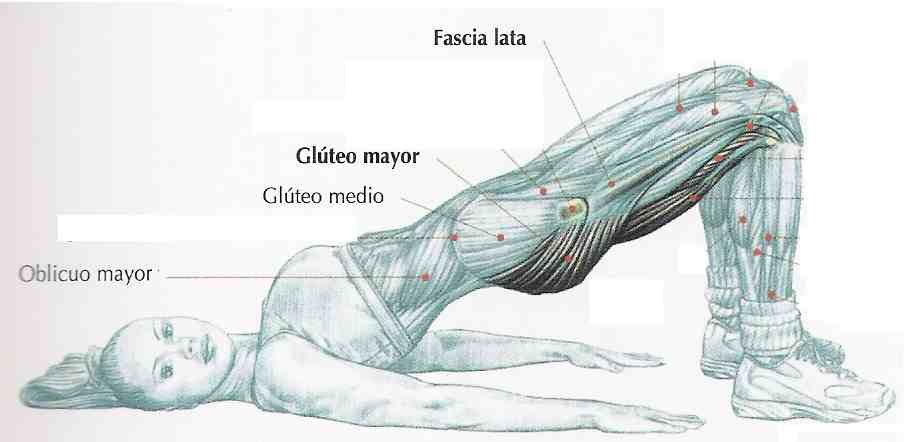 Fascia lata
Glúteo mayor
Glúteo medio
Oblicuo mayor